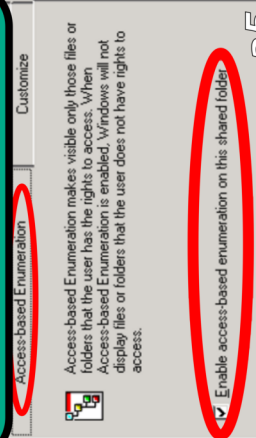 Access-based Enumeration
Customize
Access-based Enumeration makes visible only those files or
folders that the user has the rights to access. When
Access-based Enumeration is enabled, Windows will not
display files or folders that the user does not have rights to
access.
Enable access-based enumeration on this shared folder